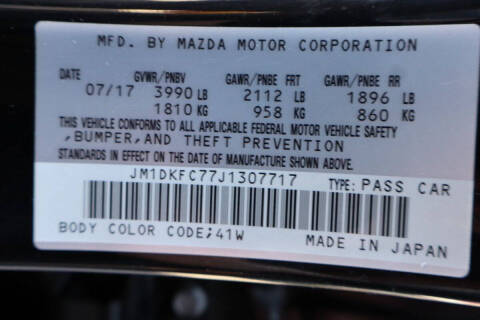 MFD. BY MAZDA MOTOR CORPORATION
DATE GVWR/PNBV GAWR/PNBE FRT GAWR/PNBE RR
07/17 3990 LB 2112 LB 1896 LB
1810 KG 958 KG 860 KG
THIS VEHICLE CONFORMS TO ALL APPLICABLE FEDERAL MOTOR VEHICLE SAFETY
,BUMPER,AND THEFT PREVENTION
STANDARDS IN EFFECT ON THE DATE OF MANUFACTURE SHOWN ABOVE.
JM1DKFC77J1307717 TYPE: PASS CAR
BODY COLOR CODE;41W MADE IN JAPAN